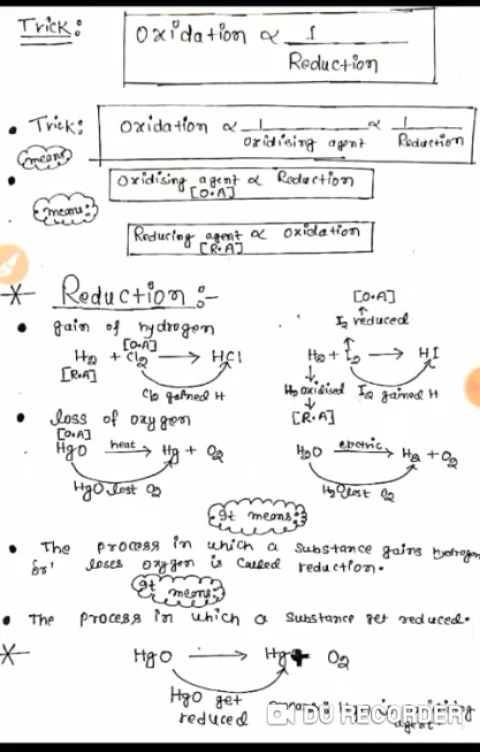 Trick:
Oxidation ∝ 1
Reduction
• Trick: Oxidation ∝ 1 ∝ 1
Oxidising agent Reduction
means
• Oxidising agent ∝ Reduction
[O.A]
means:
Reducing agent ∝ oxidation
[R.A]
* Reduction :-
[O.A]
↑
I2 reduced
↑
• gain of hydrogen
[O.A]
H2 + Cl2 → HCl
[R.A]
Cl2 gained H
H2 + I2 → HI
↓
H2 oxidised I2 gained H
↓
[R.A]
• loss of oxygen
[O.A]
HgO heat→ Hg + O2
HgO lost O2
H2O electric→ H2 + O2
H2O lost O2
It means:
• The process in which a substance gains hydrogen
or loses oxygen is called reduction.
It means:
• The process in which a substance get reduced.
* HgO → Hg + O2
HgO get
reduced
DU RECORDER
agent